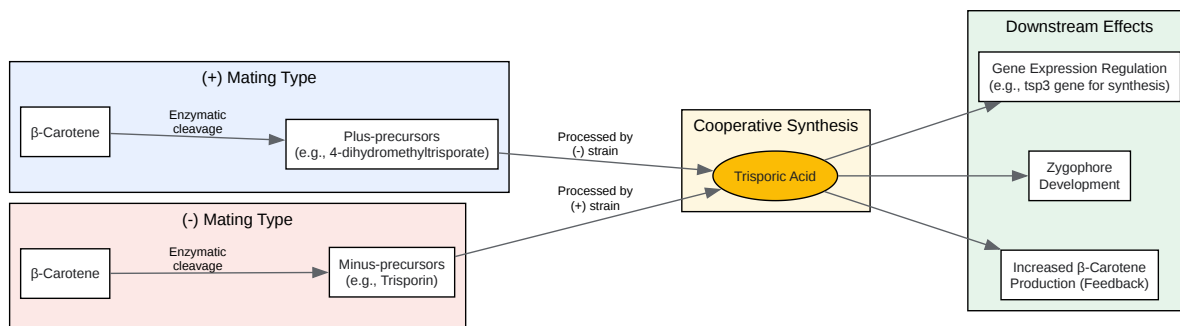 (+) Mating Type
β-Carotene
Enzymatic
cleavage
Plus-precursors
(e.g., 4-dihydromethyltrisporate)
Processed by
(-) strain
(-) Mating Type
β-Carotene
Enzymatic
cleavage
Minus-precursors
(e.g., Trisporin)
Processed by
(+) strain
Cooperative Synthesis
Trisporic Acid
Downstream Effects
Gene Expression Regulation
(e.g., tsp3 gene for synthesis)
Zygophore
Development
Increased β-Carotene
Production (Feedback)